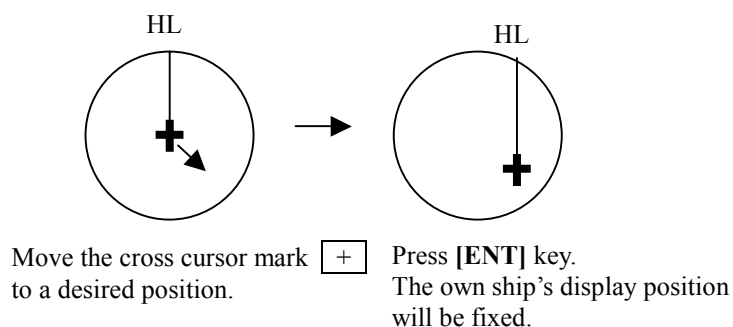 HL
HL
Move the cross cursor mark +
to a desired position.
Press [ENT] key.
The own ship's display position
will be fixed.